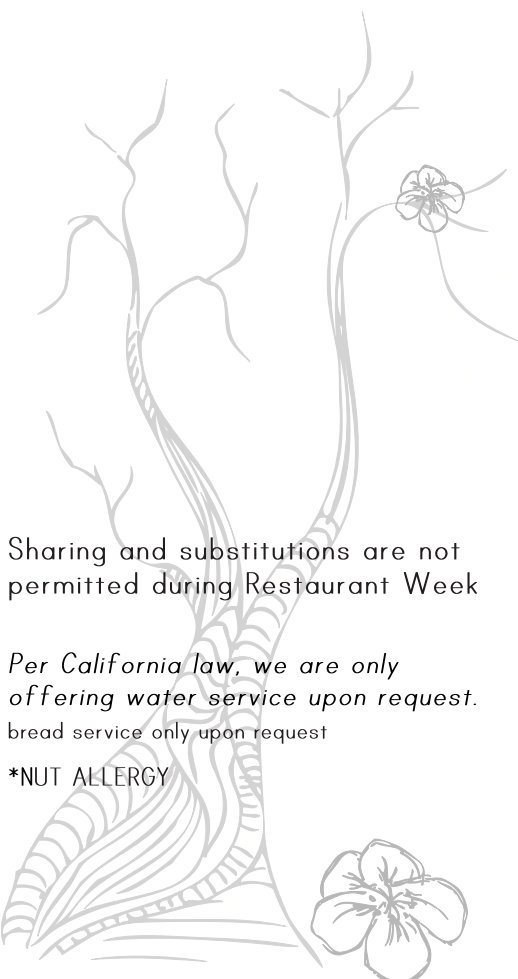 Sharing and substitutions are not
permitted during Restaurant Week
Per California law, we are only
offering water service upon request.
bread service only upon request
*NUT ALLERGY